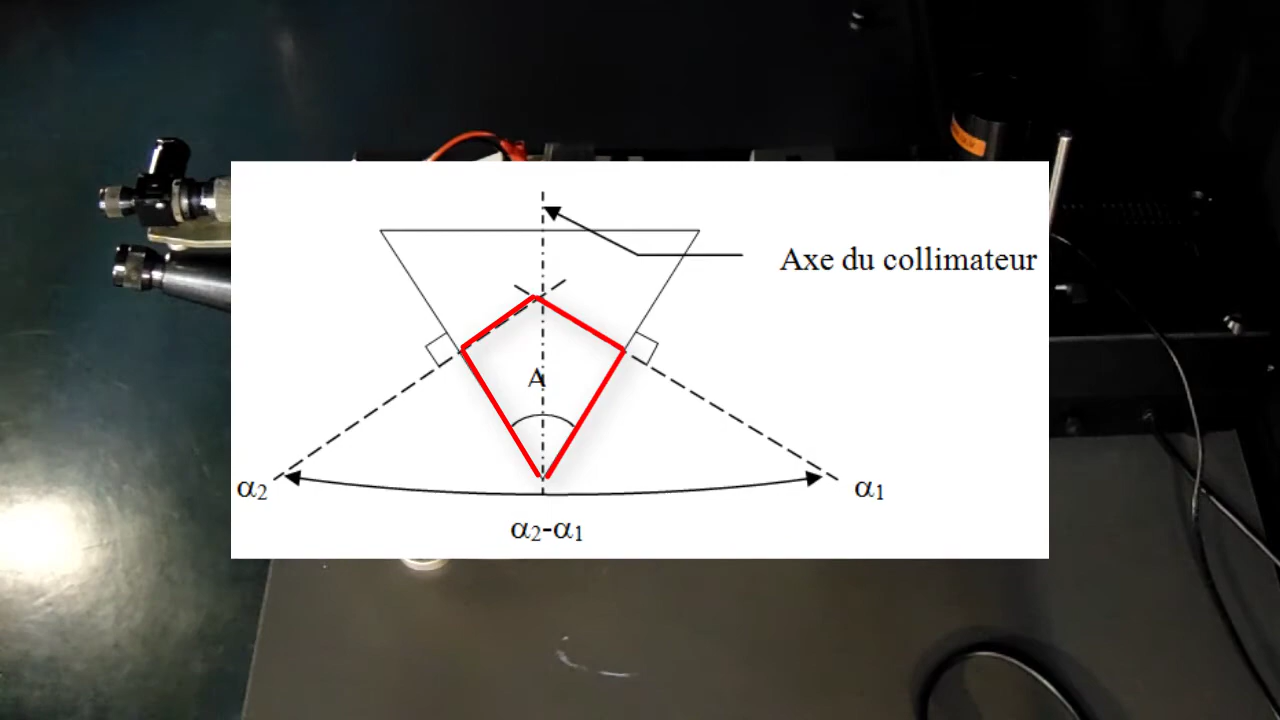 Axe du collimateur
A
α₂
α₁
α₂-α₁